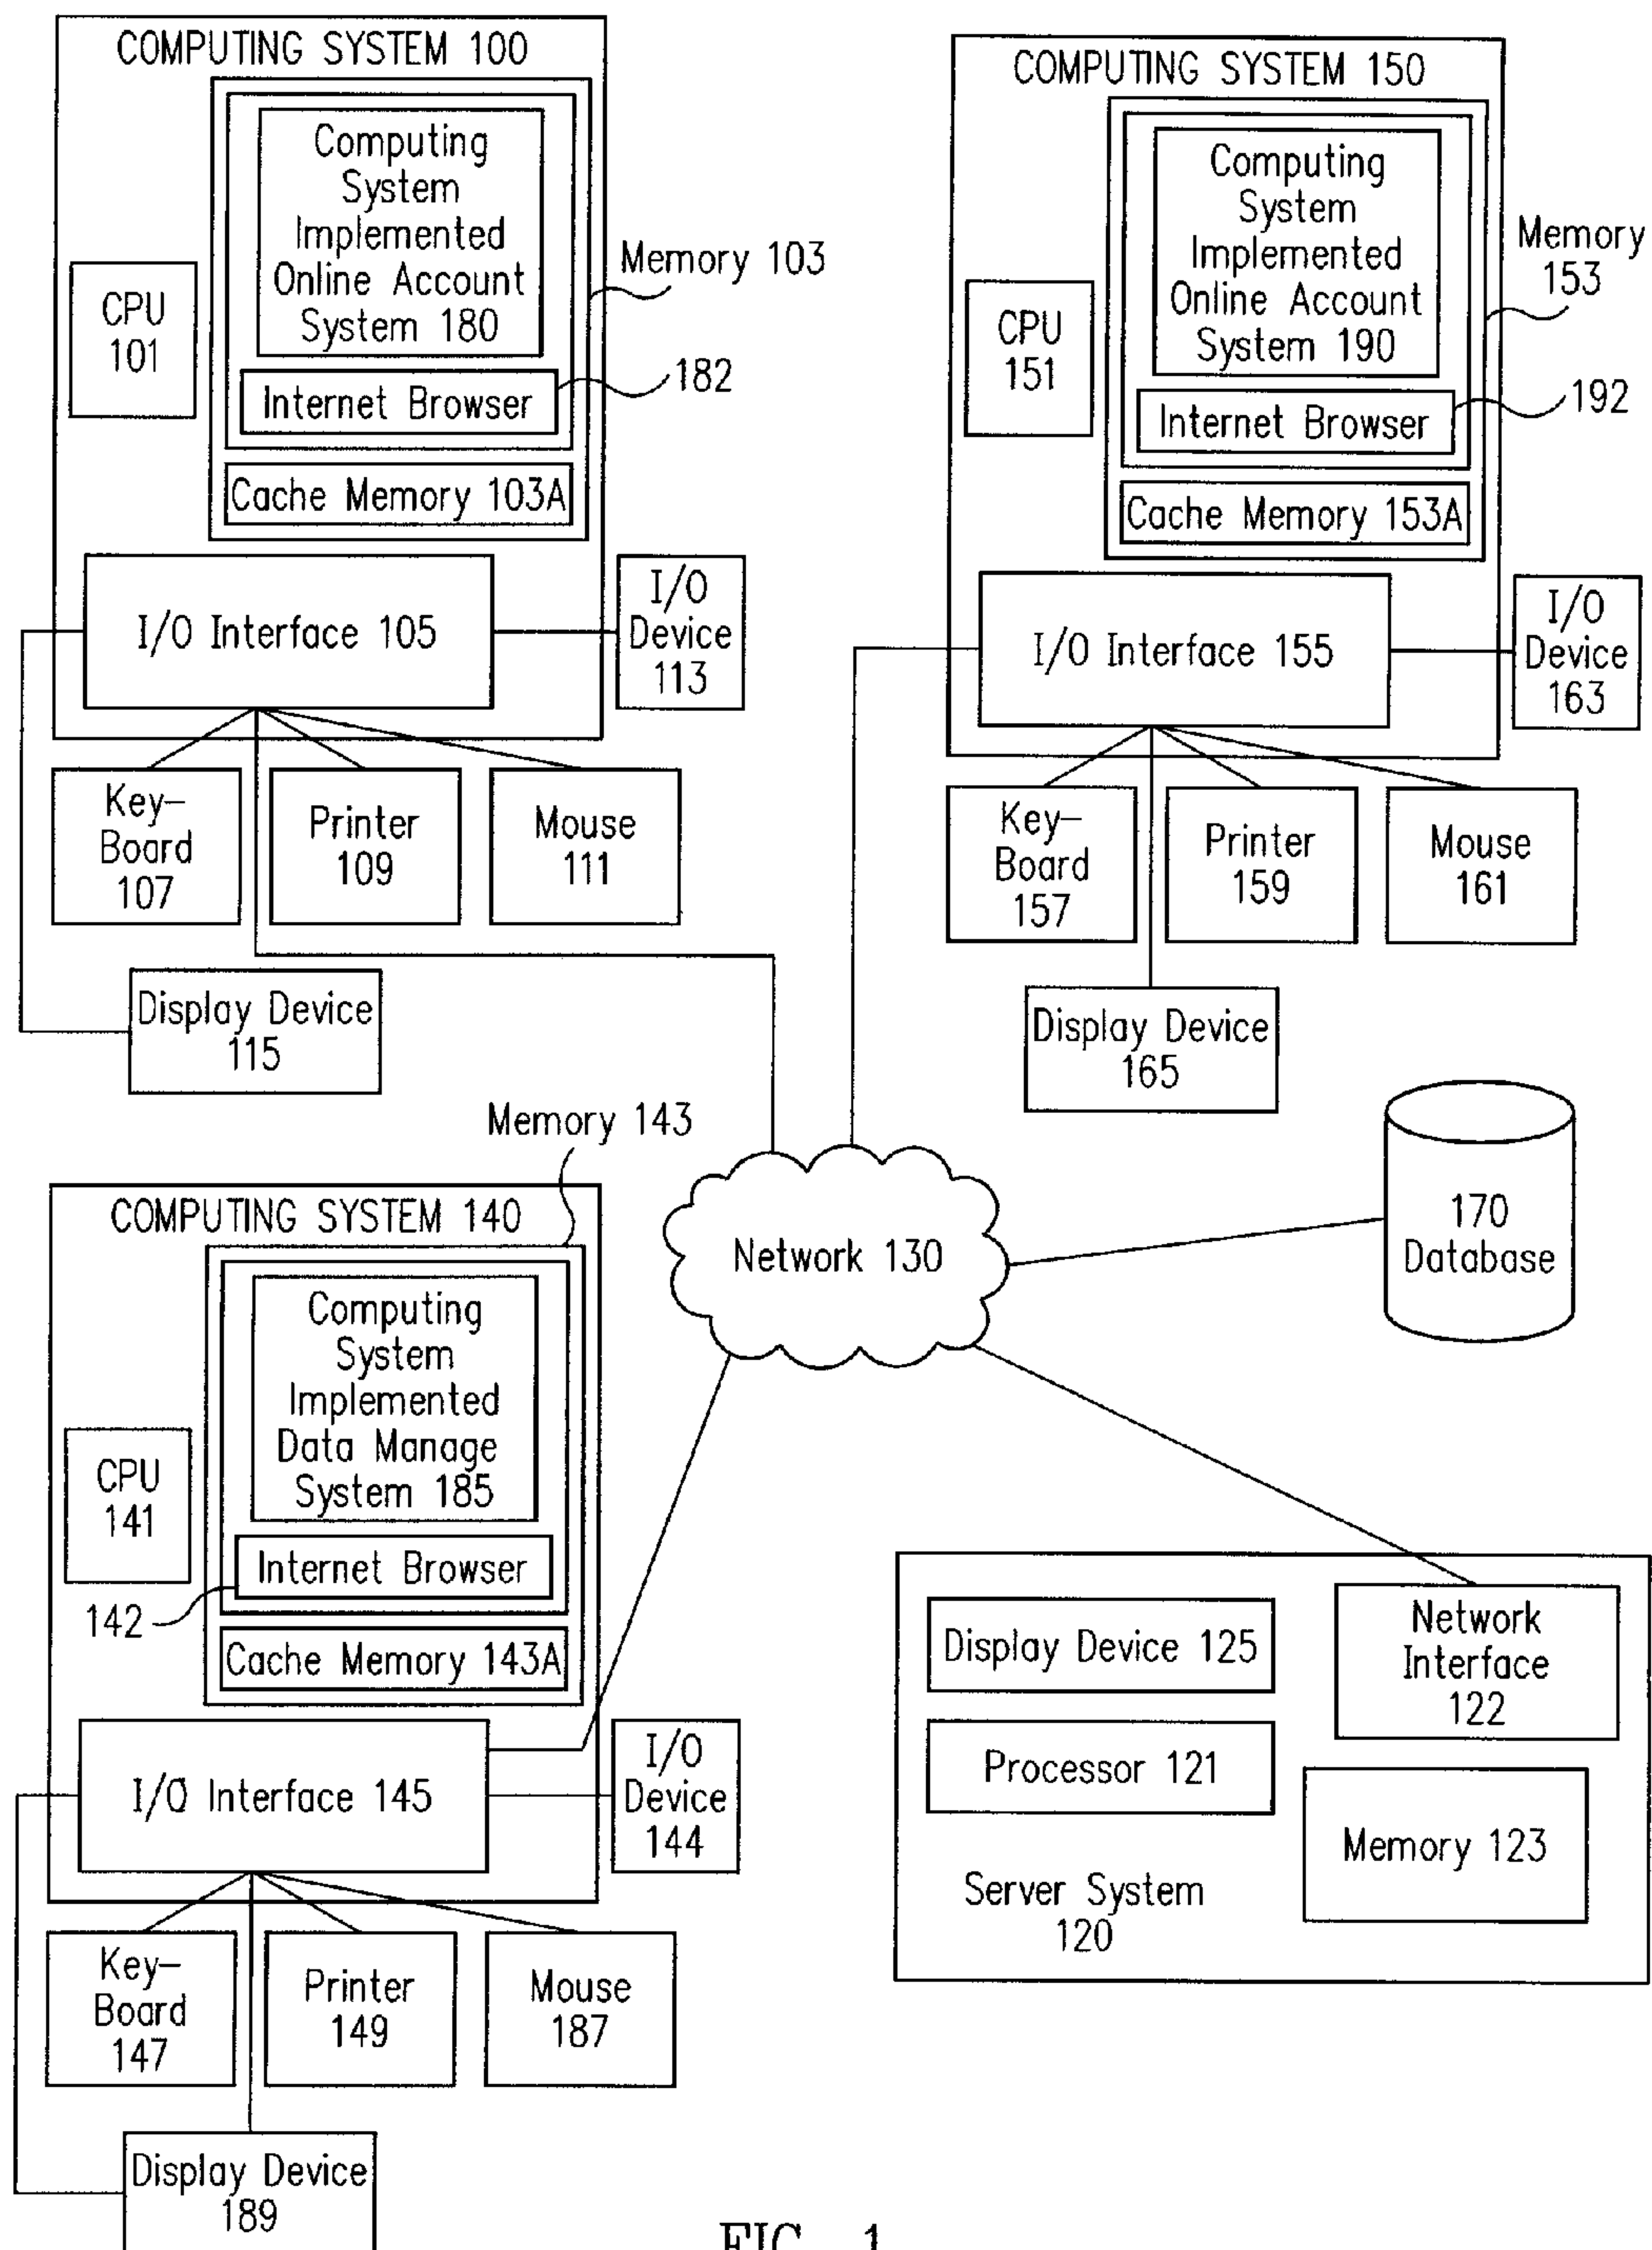 COMPUTING SYSTEM 100
Computing
System
Implemented
Online Account
System 180
Internet Browser
182
Cache Memory 103A
Memory 103
CPU
101
I/O Interface 105
I/O
Device
113
Key-
Board
107
Printer
109
Mouse
111
Display Device
115
COMPUTING SYSTEM 150
Computing
System
Implemented
Online Account
System 190
Internet Browser
192
Cache Memory 153A
Memory
153
CPU
151
I/O Interface 155
I/O
Device
163
Key-
Board
157
Printer
159
Mouse
161
Display Device
165
Memory 143
COMPUTING SYSTEM 140
Computing
System
Implemented
Data Manage
System 185
Internet Browser
142
Cache Memory 143A
CPU
141
I/O Interface 145
I/O
Device
144
Key-
Board
147
Printer
149
Mouse
187
Display Device
189
Network 130
170
Database
Display Device 125
Network
Interface
122
Processor 121
Memory 123
Server System
120
FIG. 1